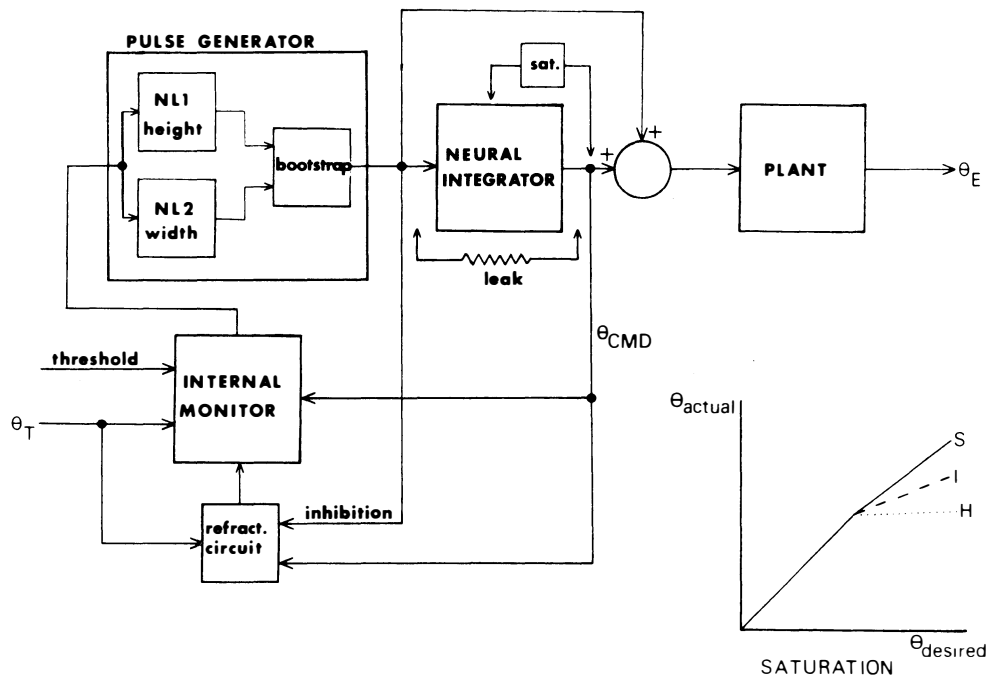 PULSE GENERATOR
NL1
height
NL2
width
bootstrap
sat.
NEURAL
INTEGRATOR
leak
+
+
PLANT
θE
θCMD
threshold
INTERNAL
MONITOR
θT
inhibition
refract.
circuit
θactual
S
I
H
θdesired
SATURATION